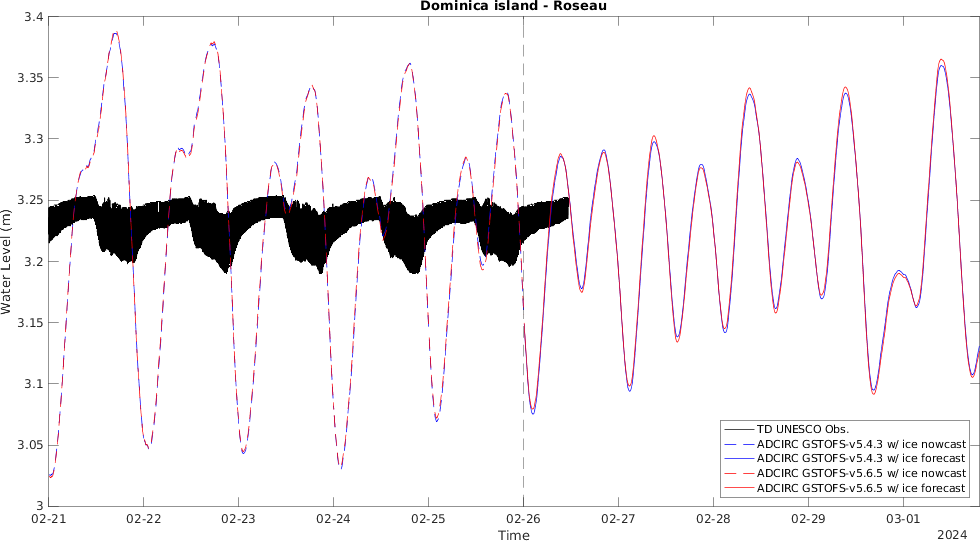 Dominica island - Roseau
3.4
3.35
3.3
3.25
3.2
3.15
3.1
3.05
3
Water Level (m)
TD UNESCO Obs.
ADCIRC GSTOFS-v5.4.3 w/ ice nowcast
ADCIRC GSTOFS-v5.4.3 w/ ice forecast
ADCIRC GSTOFS-v5.6.5 w/ ice nowcast
ADCIRC GSTOFS-v5.6.5 w/ ice forecast
02-21 02-22 02-23 02-24 02-25 02-26 02-27 02-28 02-29 03-01
Time
2024